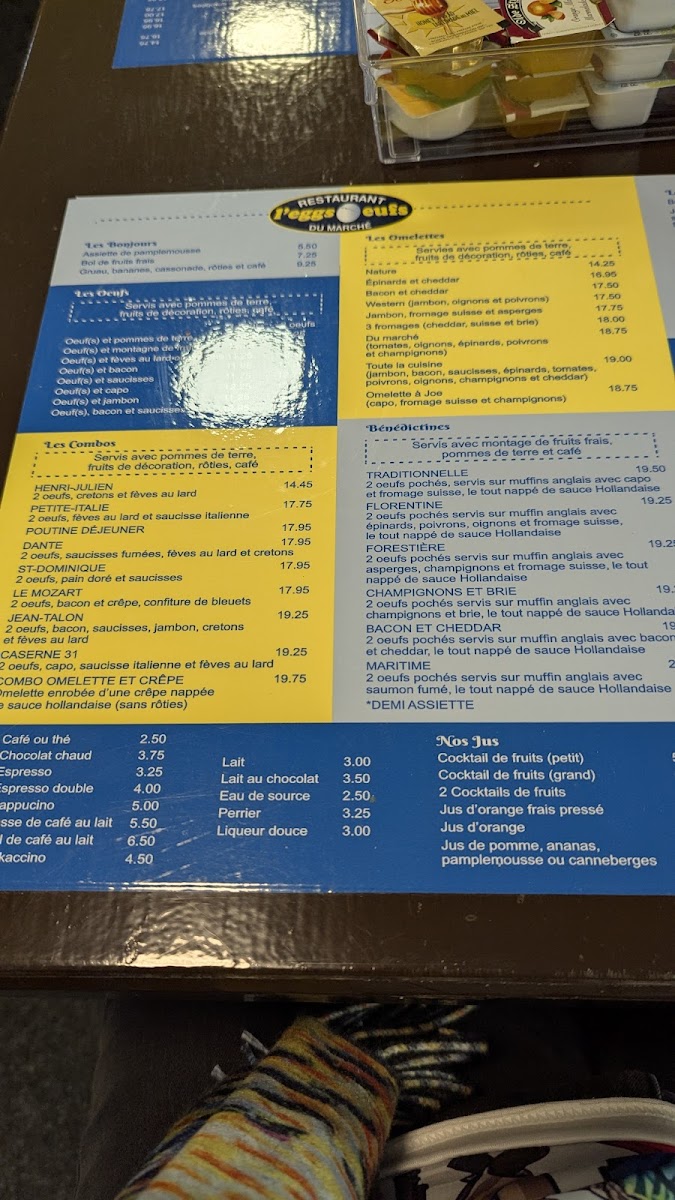 RESTAURANT
l'eggs oeufs
DU MARCHÉ
Les Bonjours
Assiette de pamplemousse 5.50
Bol de fruits frais 7.25
Gruau, bananes, cassonade, rôties et café 9.25
Les Oeufs
Servis avec pommes de terre,
fruits de décoration, rôties, café
oeufs
Oeuf(s) et pommes de terre
Oeuf(s) et montagne de
Oeuf(s) et fèves au lard
Oeuf(s) et bacon
Oeuf(s) et saucisses
Oeuf(s) et capo
Oeuf(s) et jambon
Oeuf(s), bacon et saucisses
Les Combos
Servis avec pommes de terre,
fruits de décoration, rôties, café
HENRI-JULIEN 14.45
2 oeufs, cretons et fèves au lard
PETITE-ITALIE 17.75
2 oeufs, fèves au lard et saucisse italienne
POUTINE DÉJEUNER 17.95
DANTE 17.95
2 oeufs, saucisses fumées, fèves au lard et cretons
ST-DOMINIQUE 17.95
2 oeufs, pain doré et saucisses
LE MOZART 17.95
2 oeufs, bacon et crêpe, confiture de bleuets
JEAN-TALON 19.25
2 oeufs, bacon, saucisses, jambon, cretons
et fèves au lard
CASERNE 31 19.25
2 oeufs, capo, saucisse italienne et fèves au lard
COMBO OMELETTE ET CRÊPE 19.75
Omelette enrobée d'une crêpe nappée
e sauce hollandaise (sans rôties)
Les Omelettes
Servies avec pommes de terre,
fruits de décoration, rôties, café
Nature 14.25
Épinards et cheddar 16.95
Bacon et cheddar 17.50
Western (jambon, oignons et poivrons) 17.50
Jambon, fromage suisse et asperges 17.75
3 fromages (cheddar, suisse et brie) 18.00
Du marché 18.75
(tomates, oignons, épinards, poivrons
et champignons)
Toute la cuisine 19.00
(jambon, bacon, saucisses, épinards, tomates,
poivrons, oignons, champignons et cheddar)
Omelette à Joe 18.75
(capo, fromage suisse et champignons)
Bénédictines
Servis avec montage de fruits frais,
pommes de terre et café
TRADITIONNELLE 19.50
2 oeufs pochés, servis sur muffins anglais avec capo
et fromage suisse, le tout nappé de sauce Hollandaise
FLORENTINE 19.25
2 oeufs pochés, servis sur muffin anglais avec
épinards, poivrons, oignons et fromage suisse,
le tout nappé de sauce Hollandaise
FORESTIÈRE 19.2
2 oeufs pochés servis sur muffin anglais avec
asperges, champignons et fromage suisse, le tout
nappé de sauce Hollandaise
CHAMPIGNONS ET BRIE 19.
2 oeufs pochés servis sur muffin anglais avec
champignons et brie, le tout nappé de sauce Hollanda
BACON ET CHEDDAR 19
2 oeufs pochés servis sur muffin anglais avec bacon
et cheddar, le tout nappé de sauce Hollandaise
MARITIME 2
2 oeufs pochés servis sur muffin anglais avec
saumon fumé, le tout nappé de sauce Hollandaise
*DEMI ASSIETTE
Café ou thé 2.50
Chocolat chaud 3.75
Espresso 3.25
Espresso double 4.00
appucino 5.00
sse de café au lait 5.50
l de café au lait 6.50
kaccino 4.50
Lait 3.00
Lait au chocolat 3.50
Eau de source 2.50
Perrier 3.25
Liqueur douce 3.00
Nos Jus
Cocktail de fruits (petit)
Cocktail de fruits (grand)
2 Cocktails de fruits
Jus d'orange frais pressé
Jus d'orange
Jus de pomme, ananas,
pamplemousse ou canneberges